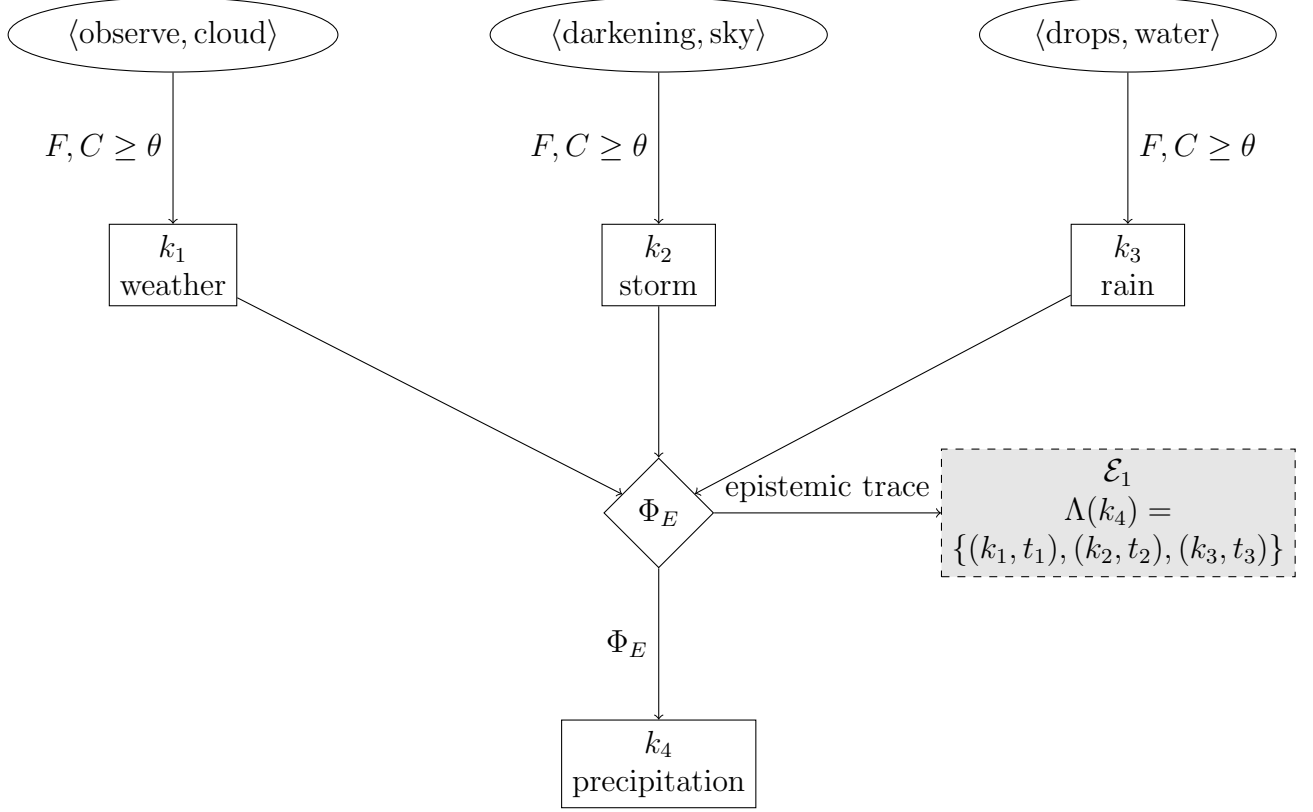 ⟨observe, cloud⟩
⟨darkening, sky⟩
⟨drops, water⟩
F, C ≥ θ
F, C ≥ θ
F, C ≥ θ
k₁
weather
k₂
storm
k₃
rain
Φ_E
epistemic trace
ℰ₁
Λ(k₄) =
{(k₁, t₁), (k₂, t₂), (k₃, t₃)}
Φ_E
k₄
precipitation